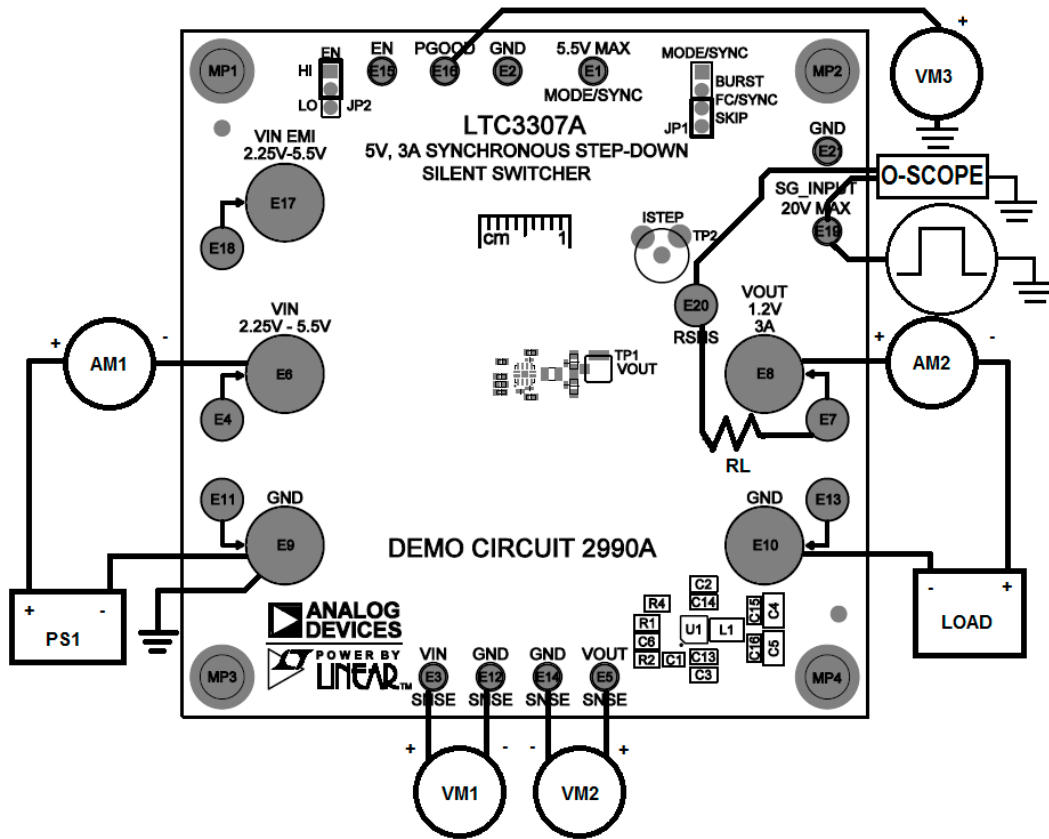 +
VM3
MP1
EN
HI
LO
JP2
EN
E15
PGOOD
E16
GND
E2
5.5V MAX
E1
MODE/SYNC
MODE/SYNC
BURST
FC/SYNC
SKIP
JP1
MP2
LTC3307A
5V, 3A SYNCHRONOUS STEP-DOWN
SILENT SWITCHER
GND
E21
O-SCOPE
SG_INPUT
20V MAX
E19
VIN EMI
2.25V-5.5V
E17
E18
cm 1
ISTEP
TP2
E20
RSNS
VIN
2.25V - 5.5V
E6
E4
+
AM1
-
TP1
VOUT
VOUT
1.2V
3A
E8
E7
+
AM2
-
RL
E11
GND
E9
GND
E10
E13
DEMO CIRCUIT 2990A
+ -
PS1
- +
LOAD
ANALOG
DEVICES
POWER BY
LINEAR™
C2
C14
R4
R1
C6
R2
C1
U1
L1
C13
C3
C15
C4
C16
C5
MP3
VIN
E3
SNSE
GND
E12
SNSE
GND
E14
SNSE
VOUT
E5
SNSE
MP4
+ - - +
VM1
VM2